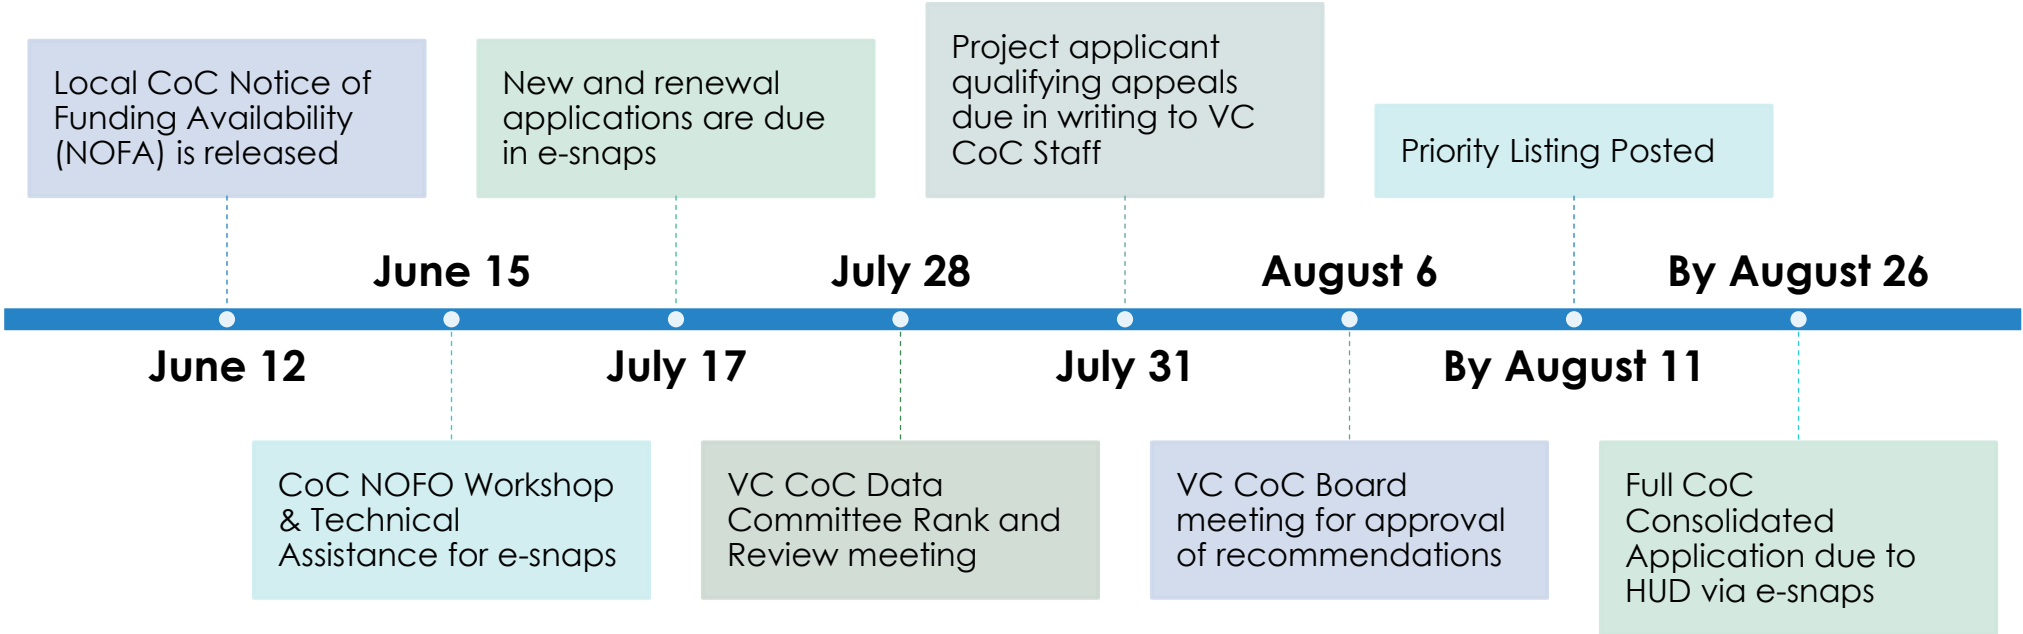 Local CoC Notice of
Funding Availability
(NOFA) is released
June 12
June 15
CoC NOFO Workshop
& Technical
Assistance for e-snaps
New and renewal
applications are due
in e-snaps
July 17
July 28
VC CoC Data
Committee Rank and
Review meeting
Project applicant
qualifying appeals
due in writing to VC
CoC Staff
July 31
August 6
VC CoC Board
meeting for approval
of recommendations
Priority Listing Posted
By August 11
By August 26
Full CoC
Consolidated
Application due to
HUD via e-snaps